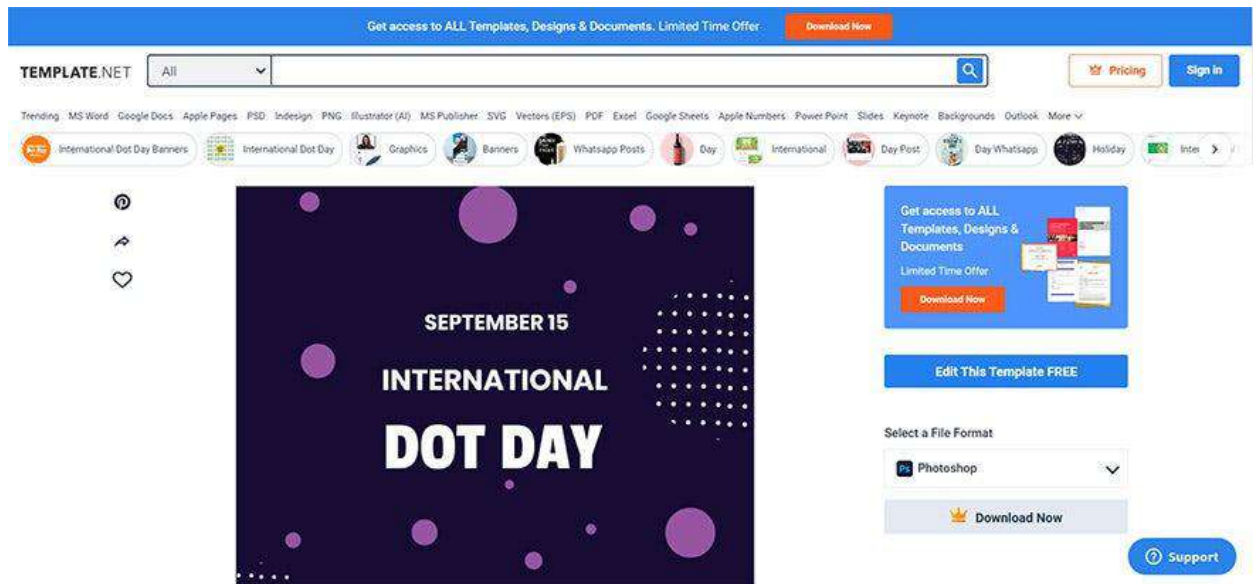 Get access to ALL Templates, Designs & Documents. Limited Time Offer Download Now
TEMPLATE.NET All Pricing Sign in
Trending MS Word Google Docs Apple Pages PSD Indesign PNG Illustrator (AI) MS Publisher SVG Vectors (EPS) PDF Excel Google Sheets Apple Numbers Power Point Slides Keynote Backgrounds Outlook More
International Dot Day Banners International Dot Day Graphics Banners Whatsapp Posts Day International Day Post Day Whatsapp Holiday
Get access to ALL
Templates, Designs &
Documents
Limited Time Offer
Download Now
SEPTEMBER 15
INTERNATIONAL
DOT DAY
Edit This Template FREE
Select a File Format
Ps Photoshop
Download Now
Support